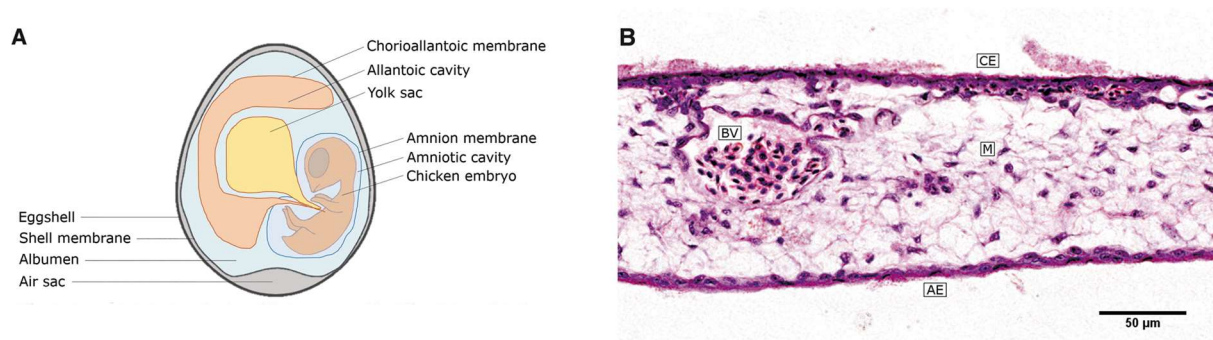 A
Chorioallantoic membrane
Allantoic cavity
Yolk sac
Amnion membrane
Amniotic cavity
Chicken embryo
Eggshell
Shell membrane
Albumen
Air sac
B
CE
BV
M
AE
50 µm